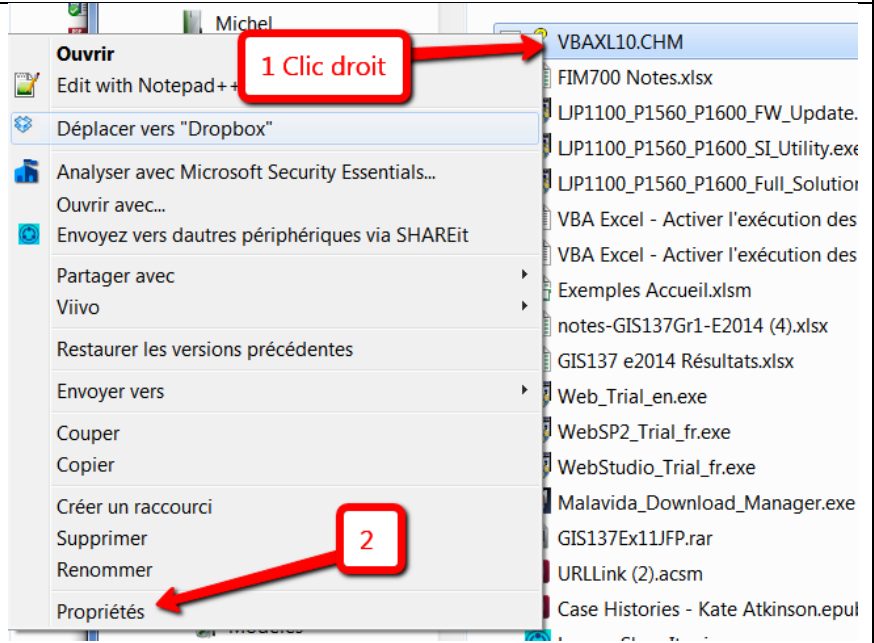 Michel
1 Clic droit
Ouvrir
Edit with Notepad++
Déplacer vers "Dropbox"
Analyser avec Microsoft Security Essentials...
Ouvrir avec...
Envoyez vers dautres périphériques via SHAREit
Partager avec
Viivo
Restaurer les versions précédentes
Envoyer vers
Couper
Copier
Créer un raccourci
Supprimer
2
Renommer
Propriétés
VBAXL10.CHM
FIM700 Notes.xlsx
LJP1100_P1560_P1600_FW_Update.
LJP1100_P1560_P1600_SI_Utility.exe
LJP1100_P1560_P1600_Full_Solution
VBA Excel - Activer l'exécution des
VBA Excel - Activer l'exécution des
Exemples Accueil.xlsm
notes-GIS137Gr1-E2014 (4).xlsx
GIS137 e2014 Résultats.xlsx
Web_Trial_en.exe
WebSP2_Trial_fr.exe
WebStudio_Trial_fr.exe
Malavida_Download_Manager.exe
GIS137Ex11JFP.rar
URLLink (2).acsm
Case Histories - Kate Atkinson.epub